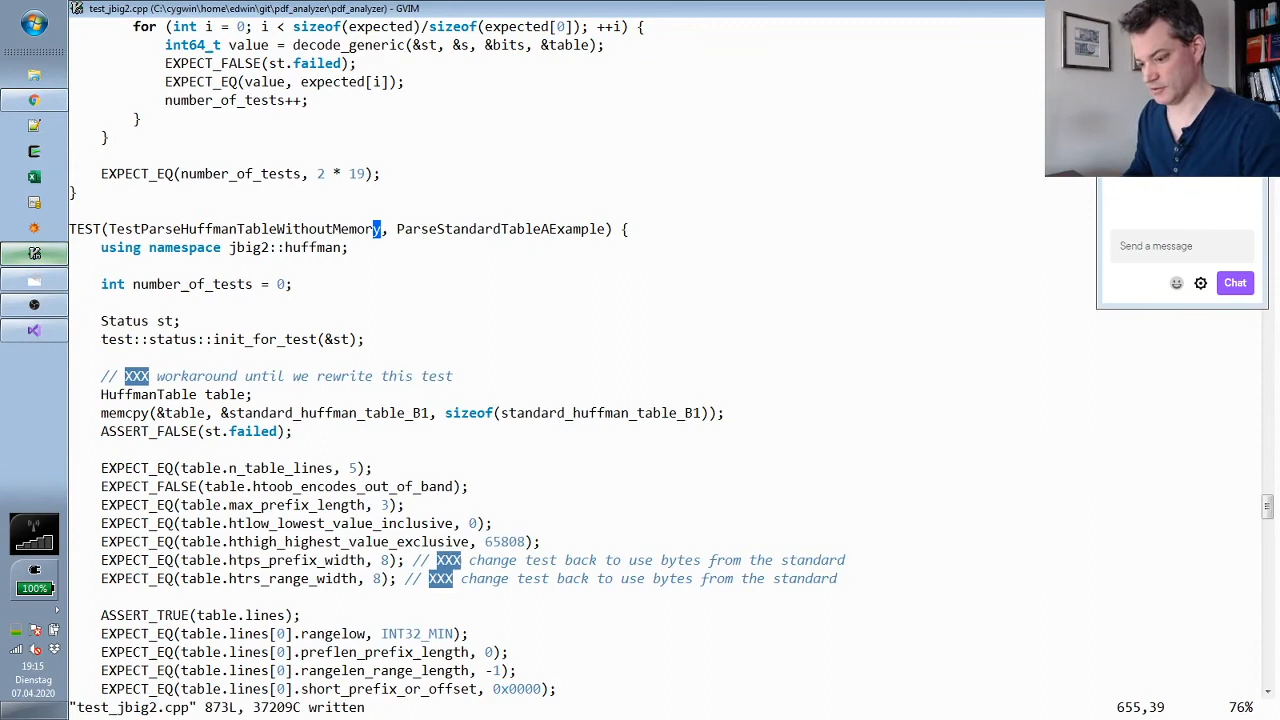 test_jbig2.cpp (C:\cygwin\home\edwin\git\pdf_analyzer\pdf_analyzer) - GVIM
for (int i = 0; i < sizeof(expected)/sizeof(expected[0]); ++i) {
int64_t value = decode_generic(&st, &s, &bits, &table);
EXPECT_FALSE(st.failed);
EXPECT_EQ(value, expected[i]);
number_of_tests++;
}
}
EXPECT_EQ(number_of_tests, 2 * 19);
}
TEST(TestParseHuffmanTableWithoutMemory, ParseStandardTableAExample) {
using namespace jbig2::huffman;
int number_of_tests = 0;
Status st;
test::status::init_for_test(&st);
// XXX workaround until we rewrite this test
HuffmanTable table;
memcpy(&table, &standard_huffman_table_B1, sizeof(standard_huffman_table_B1));
ASSERT_FALSE(st.failed);
EXPECT_EQ(table.n_table_lines, 5);
EXPECT_FALSE(table.htoob_encodes_out_of_band);
EXPECT_EQ(table.max_prefix_length, 3);
EXPECT_EQ(table.htlow_lowest_value_inclusive, 0);
EXPECT_EQ(table.hthigh_highest_value_exclusive, 65808);
EXPECT_EQ(table.htps_prefix_width, 8); // XXX change test back to use bytes from the standard
EXPECT_EQ(table.htrs_range_width, 8); // XXX change test back to use bytes from the standard
ASSERT_TRUE(table.lines);
EXPECT_EQ(table.lines[0].rangelow, INT32_MIN);
EXPECT_EQ(table.lines[0].preflen_prefix_length, 0);
EXPECT_EQ(table.lines[0].rangelen_range_length, -1);
EXPECT_EQ(table.lines[0].short_prefix_or_offset, 0x0000);
"test_jbig2.cpp" 873L, 37209C written 655,39 76%
Send a message
Chat
100%
19:15
Dienstag
07.04.2020